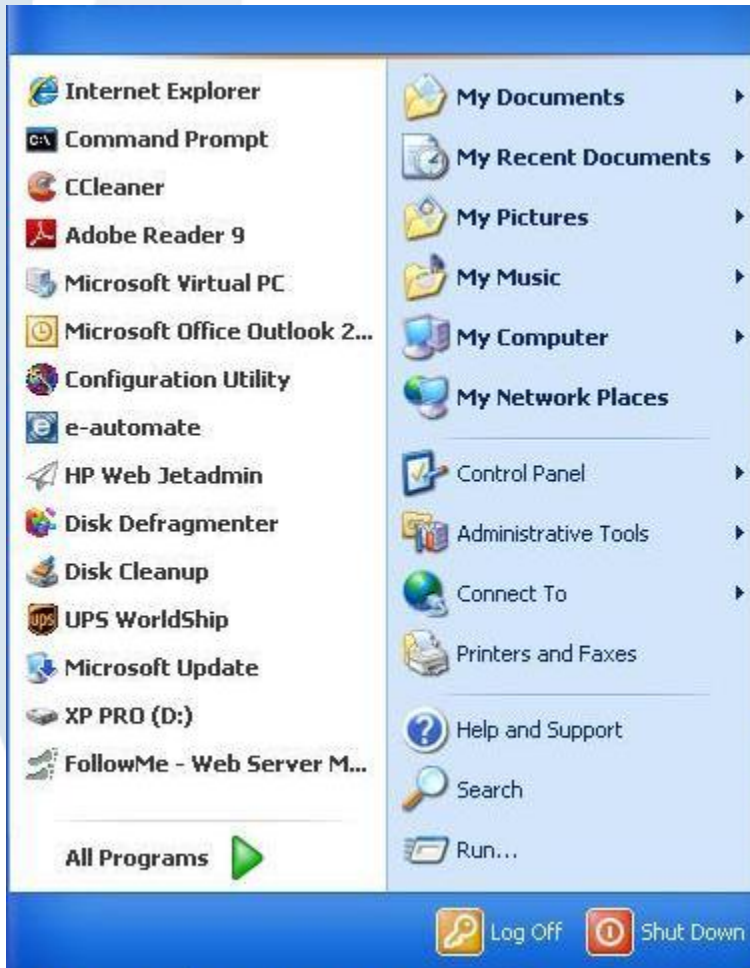 Internet Explorer
Command Prompt
CCleaner
Adobe Reader 9
Microsoft Virtual PC
Microsoft Office Outlook 2...
Configuration Utility
e-automate
HP Web Jetadmin
Disk Defragmenter
Disk Cleanup
UPS WorldShip
Microsoft Update
XP PRO (D:)
FollowMe - Web Server M...
All Programs
My Documents
My Recent Documents
My Pictures
My Music
My Computer
My Network Places
Control Panel
Administrative Tools
Connect To
Printers and Faxes
Help and Support
Search
Run...
Log Off
Shut Down